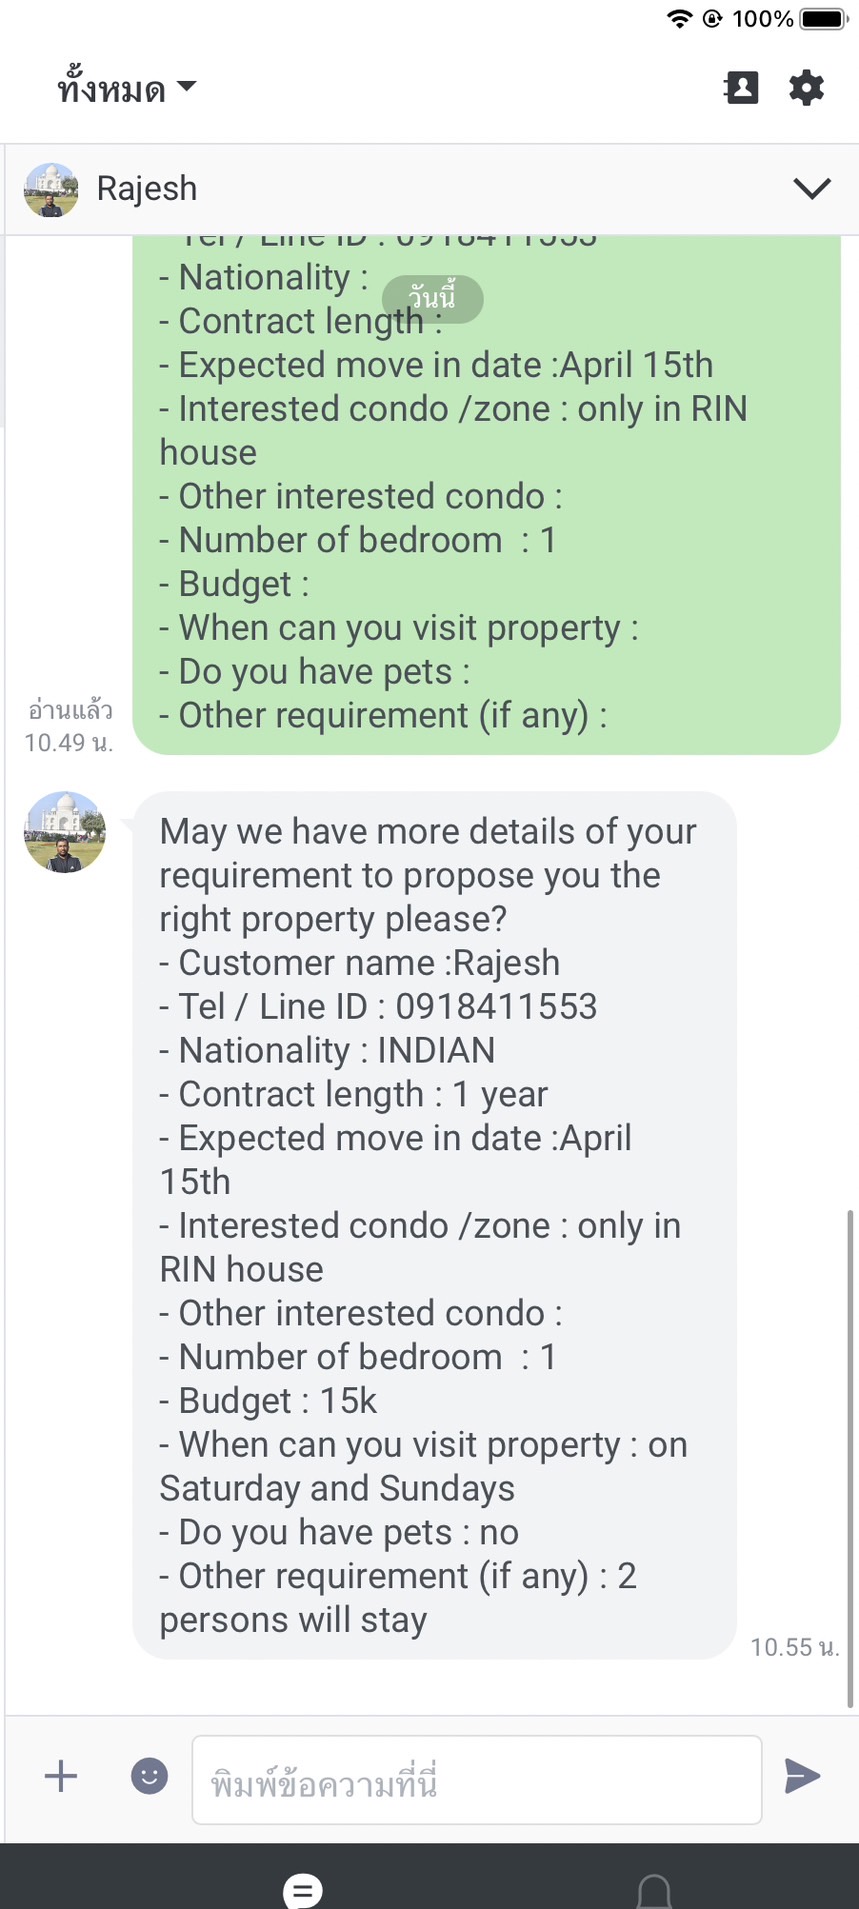 100%
ทั้งหมด
Rajesh
Tel / Line ID : 0918411553
- Nationality :
วันนี้
- Contract length :
- Expected move in date :April 15th
- Interested condo /zone : only in RIN
house
- Other interested condo :
- Number of bedroom  : 1
- Budget :
- When can you visit property :
- Do you have pets :
- Other requirement (if any) :
อ่านแล้ว
10.49 น.
May we have more details of your
requirement to propose you the
right property please?
- Customer name :Rajesh
- Tel / Line ID : 0918411553
- Nationality : INDIAN
- Contract length : 1 year
- Expected move in date :April
15th
- Interested condo /zone : only in
RIN house
- Other interested condo :
- Number of bedroom  : 1
- Budget : 15k
- When can you visit property : on
Saturday and Sundays
- Do you have pets : no
- Other requirement (if any) : 2
persons will stay
10.55 น.
พิมพ์ข้อความที่นี่